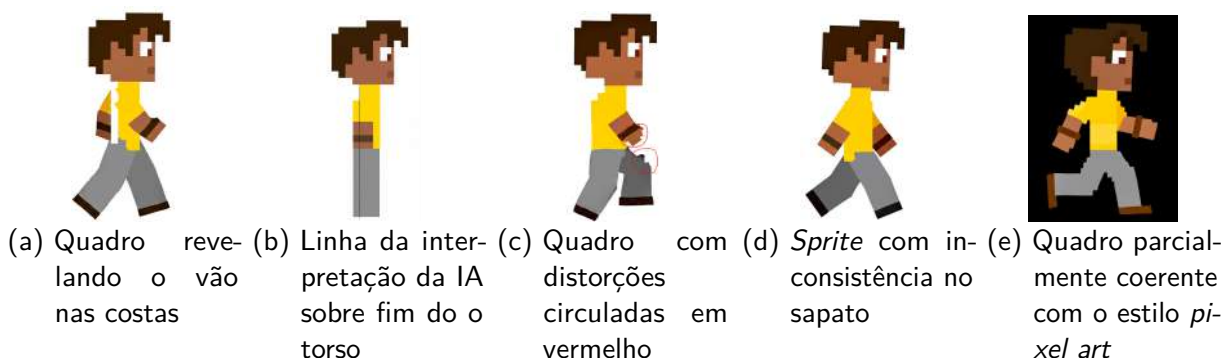 (a) Quadro reve-
lando o vão
nas costas
(b) Linha da inter-
pretação da IA
sobre fim do o
torso
(c) Quadro com
distorções
circuladas em
vermelho
(d) Sprite com in-
consistência no
sapato
(e) Quadro parcial-
mente coerente
com o estilo pi-
xel art